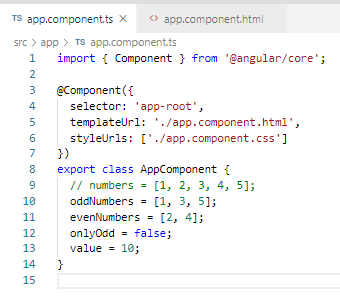 TS app.component.ts × <> app.component.html
src > app > TS app.component.ts
1 import { Component } from '@angular/core';
2
3 @Component({
4   selector: 'app-root',
5   templateUrl: './app.component.html',
6   styleUrls: ['./app.component.css']
7 })
8 export class AppComponent {
9   // numbers = [1, 2, 3, 4, 5];
10   oddNumbers = [1, 3, 5];
11   evenNumbers = [2, 4];
12   onlyOdd = false;
13   value = 10;
14 }
15